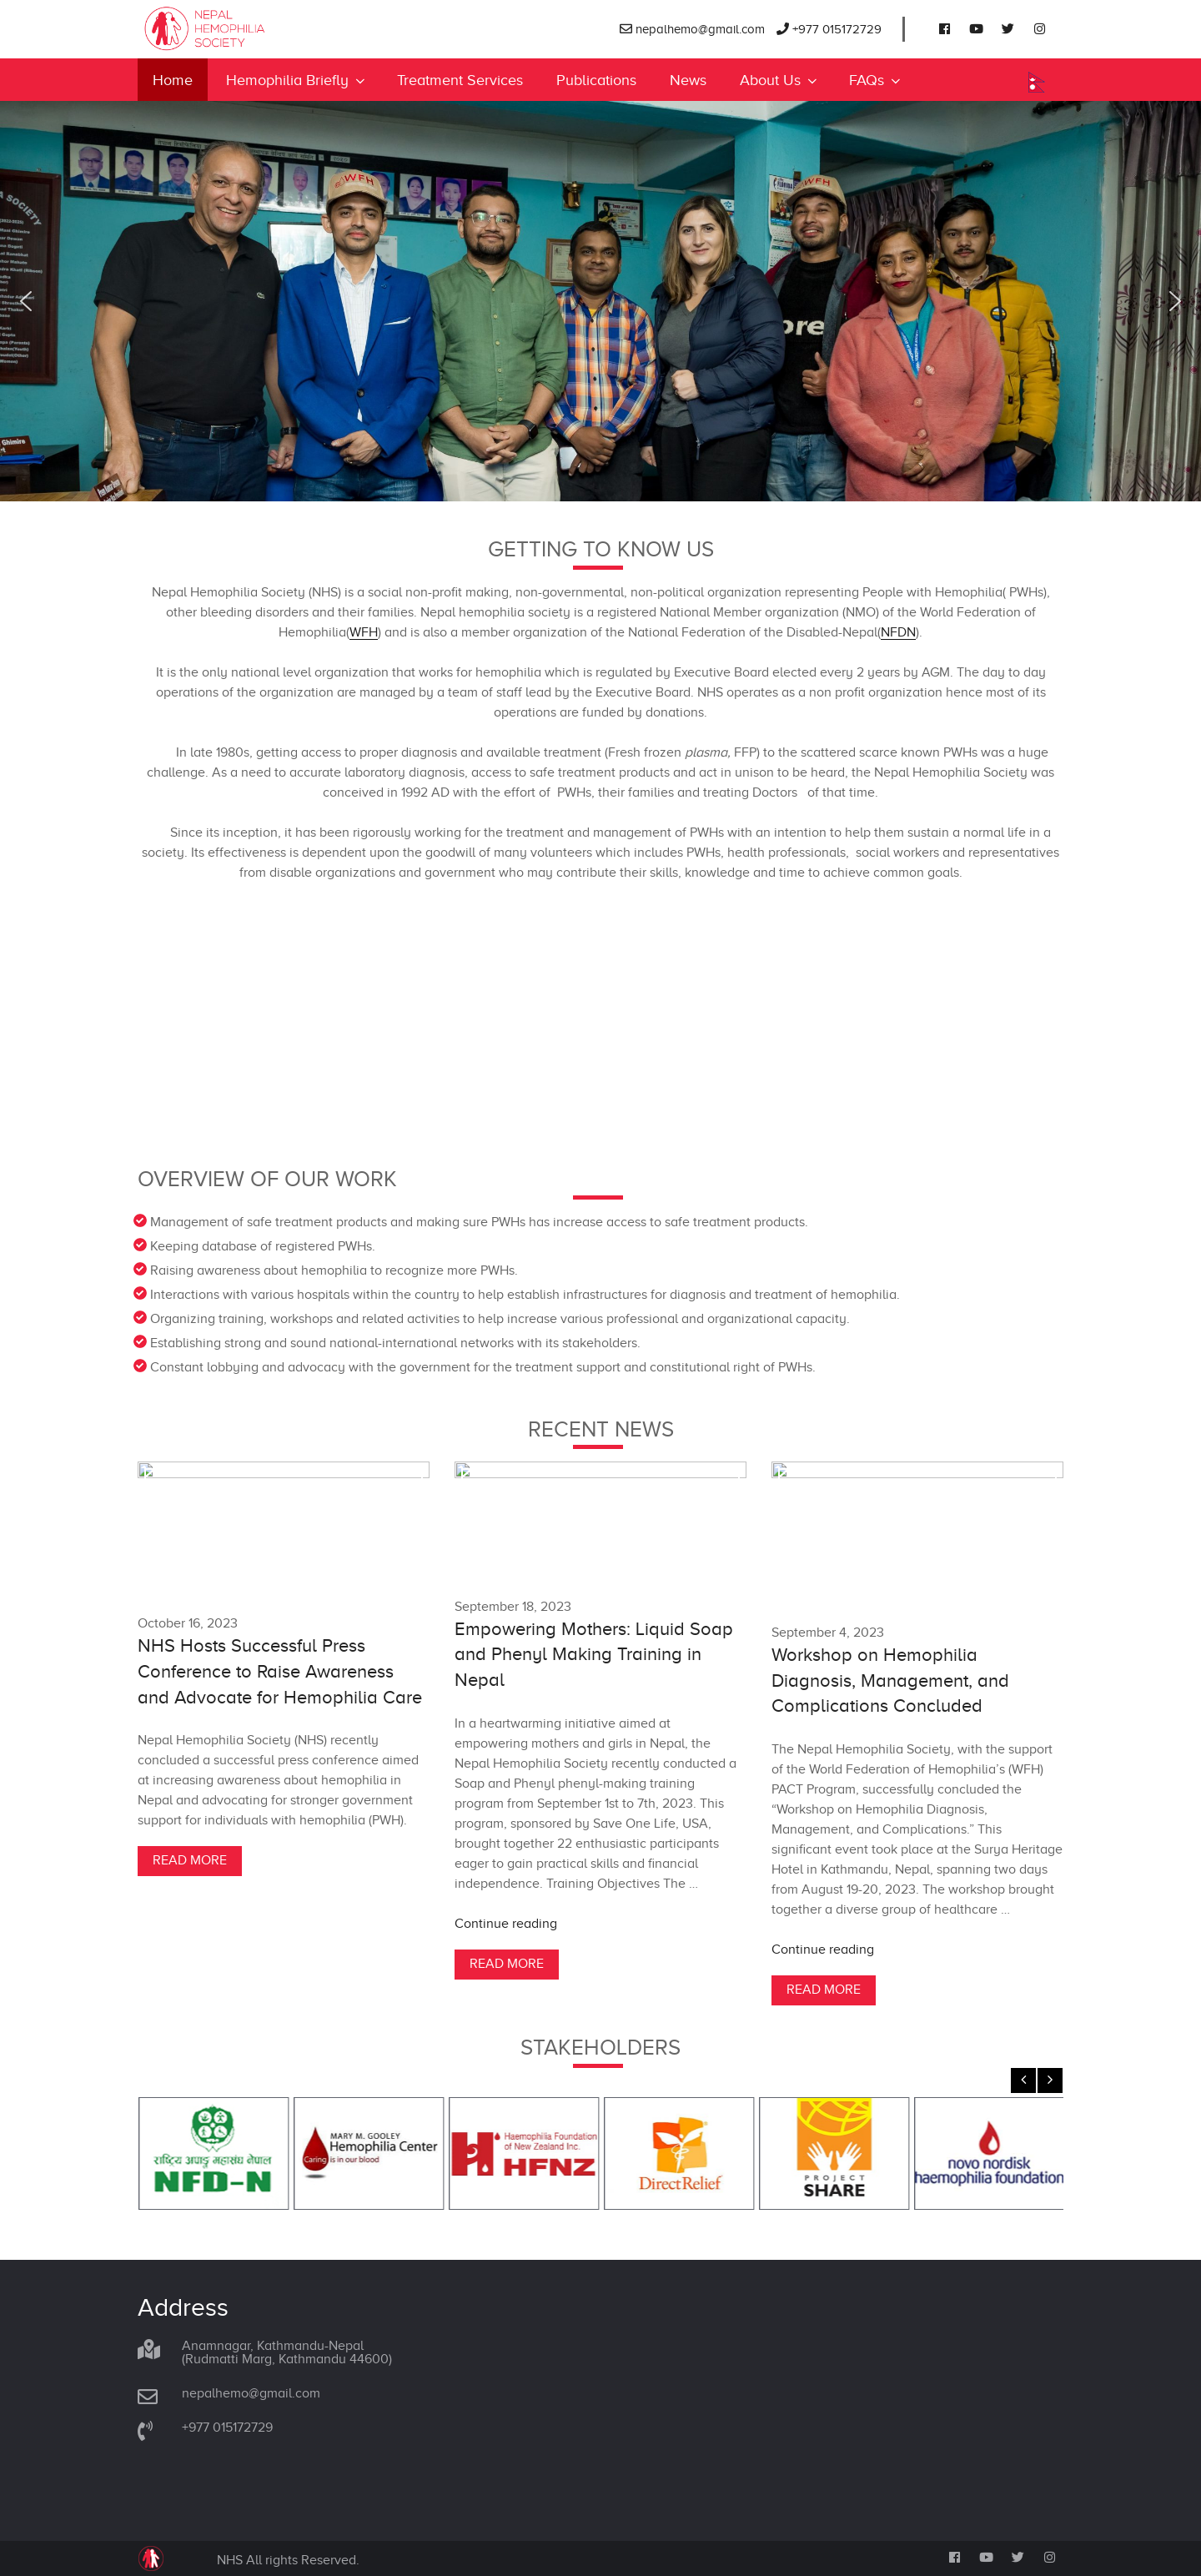 NEPAL
HEMOPHILIA
SOCIETY
nepalhemo@gmail.com +977 015172729
Home Hemophilia Briefly Treatment Services Publications News About Us FAQs
WFH WFH
GETTING TO KNOW US
Nepal Hemophilia Society (NHS) is a social non-profit making, non-governmental, non-political organization representing People with Hemophilia( PWHs),
other bleeding disorders and their families. Nepal hemophilia society is a registered National Member organization (NMO) of the World Federation of
Hemophilia(WFH) and is also a member organization of the National Federation of the Disabled-Nepal(NFDN).
It is the only national level organization that works for hemophilia which is regulated by Executive Board elected every 2 years by AGM. The day to day
operations of the organization are managed by a team of staff lead by the Executive Board. NHS operates as a non profit organization hence most of its
operations are funded by donations.
In late 1980s, getting access to proper diagnosis and available treatment (Fresh frozen plasma, FFP) to the scattered scarce known PWHs was a huge
challenge. As a need to accurate laboratory diagnosis, access to safe treatment products and act in unison to be heard, the Nepal Hemophilia Society was
conceived in 1992 AD with the effort of PWHs, their families and treating Doctors of that time.
Since its inception, it has been rigorously working for the treatment and management of PWHs with an intention to help them sustain a normal life in a
society. Its effectiveness is dependent upon the goodwill of many volunteers which includes PWHs, health professionals, social workers and representatives
from disable organizations and government who may contribute their skills, knowledge and time to achieve common goals.
OVERVIEW OF OUR WORK
Management of safe treatment products and making sure PWHs has increase access to safe treatment products.
Keeping database of registered PWHs.
Raising awareness about hemophilia to recognize more PWHs.
Interactions with various hospitals within the country to help establish infrastructures for diagnosis and treatment of hemophilia.
Organizing training, workshops and related activities to help increase various professional and organizational capacity.
Establishing strong and sound national-international networks with its stakeholders.
Constant lobbying and advocacy with the government for the treatment support and constitutional right of PWHs.
RECENT NEWS
October 16, 2023
NHS Hosts Successful Press
Conference to Raise Awareness
and Advocate for Hemophilia Care
Nepal Hemophilia Society (NHS) recently
concluded a successful press conference aimed
at increasing awareness about hemophilia in
Nepal and advocating for stronger government
support for individuals with hemophilia (PWH).
READ MORE
September 18, 2023
Empowering Mothers: Liquid Soap
and Phenyl Making Training in
Nepal
In a heartwarming initiative aimed at
empowering mothers and girls in Nepal, the
Nepal Hemophilia Society recently conducted a
Soap and Phenyl phenyl-making training
program from September 1st to 7th, 2023. This
program, sponsored by Save One Life, USA,
brought together 22 enthusiastic participants
eager to gain practical skills and financial
independence. Training Objectives The …
Continue reading
READ MORE
September 4, 2023
Workshop on Hemophilia
Diagnosis, Management, and
Complications Concluded
The Nepal Hemophilia Society, with the support
of the World Federation of Hemophilia’s (WFH)
PACT Program, successfully concluded the
“Workshop on Hemophilia Diagnosis,
Management, and Complications.” This
significant event took place at the Surya Heritage
Hotel in Kathmandu, Nepal, spanning two days
from August 19-20, 2023. The workshop brought
together a diverse group of healthcare …
Continue reading
READ MORE
STAKEHOLDERS
राष्ट्रिय अपाङ्ग महासंघ नेपाल
NFD-N
MARY M. GOOLEY
Hemophilia Center
Caring is in our blood
Haemophilia Foundation
of New Zealand Inc.
HFNZ
DirectRelief
PROJECT
SHARE
novo nordisk
haemophilia foundation
Address
Anamnagar, Kathmandu-Nepal
(Rudmatti Marg, Kathmandu 44600)
nepalhemo@gmail.com
+977 015172729
NHS All rights Reserved.